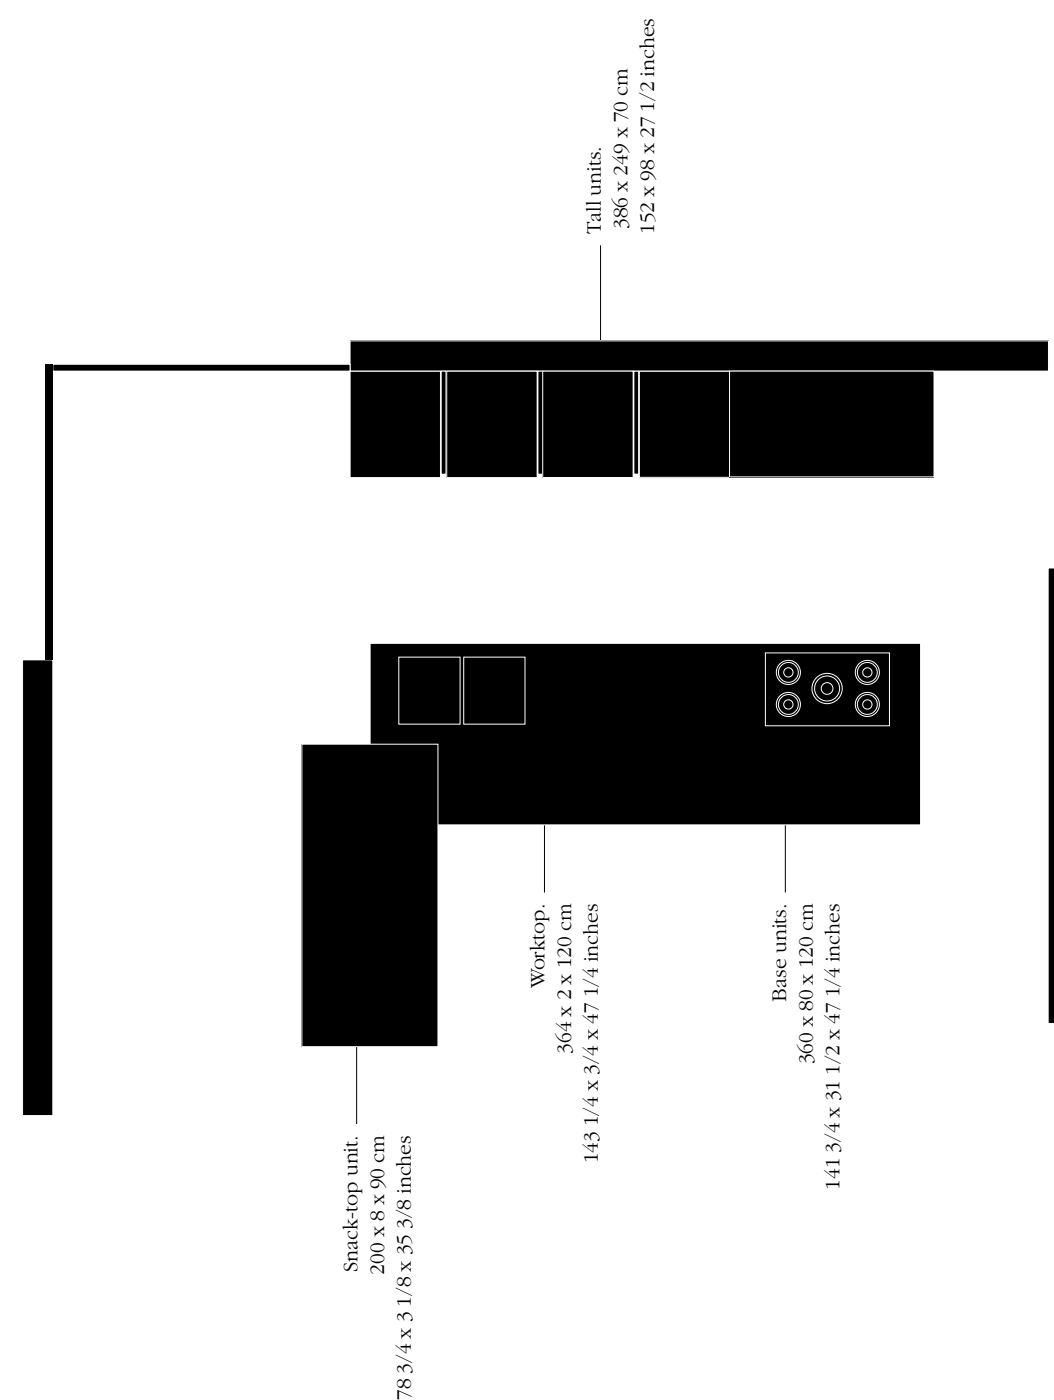 Tall units.
386 x 249 x 70 cm
152 x 98 x 27 1/2 inches
Worktop.
364 x 2 x 120 cm
143 1/4 x 3/4 x 47 1/4 inches
Base units.
360 x 80 x 120 cm
141 3/4 x 31 1/2 x 47 1/4 inches
Snack-top unit.
200 x 8 x 90 cm
78 3/4 x 3 1/8 x 35 3/8 inches